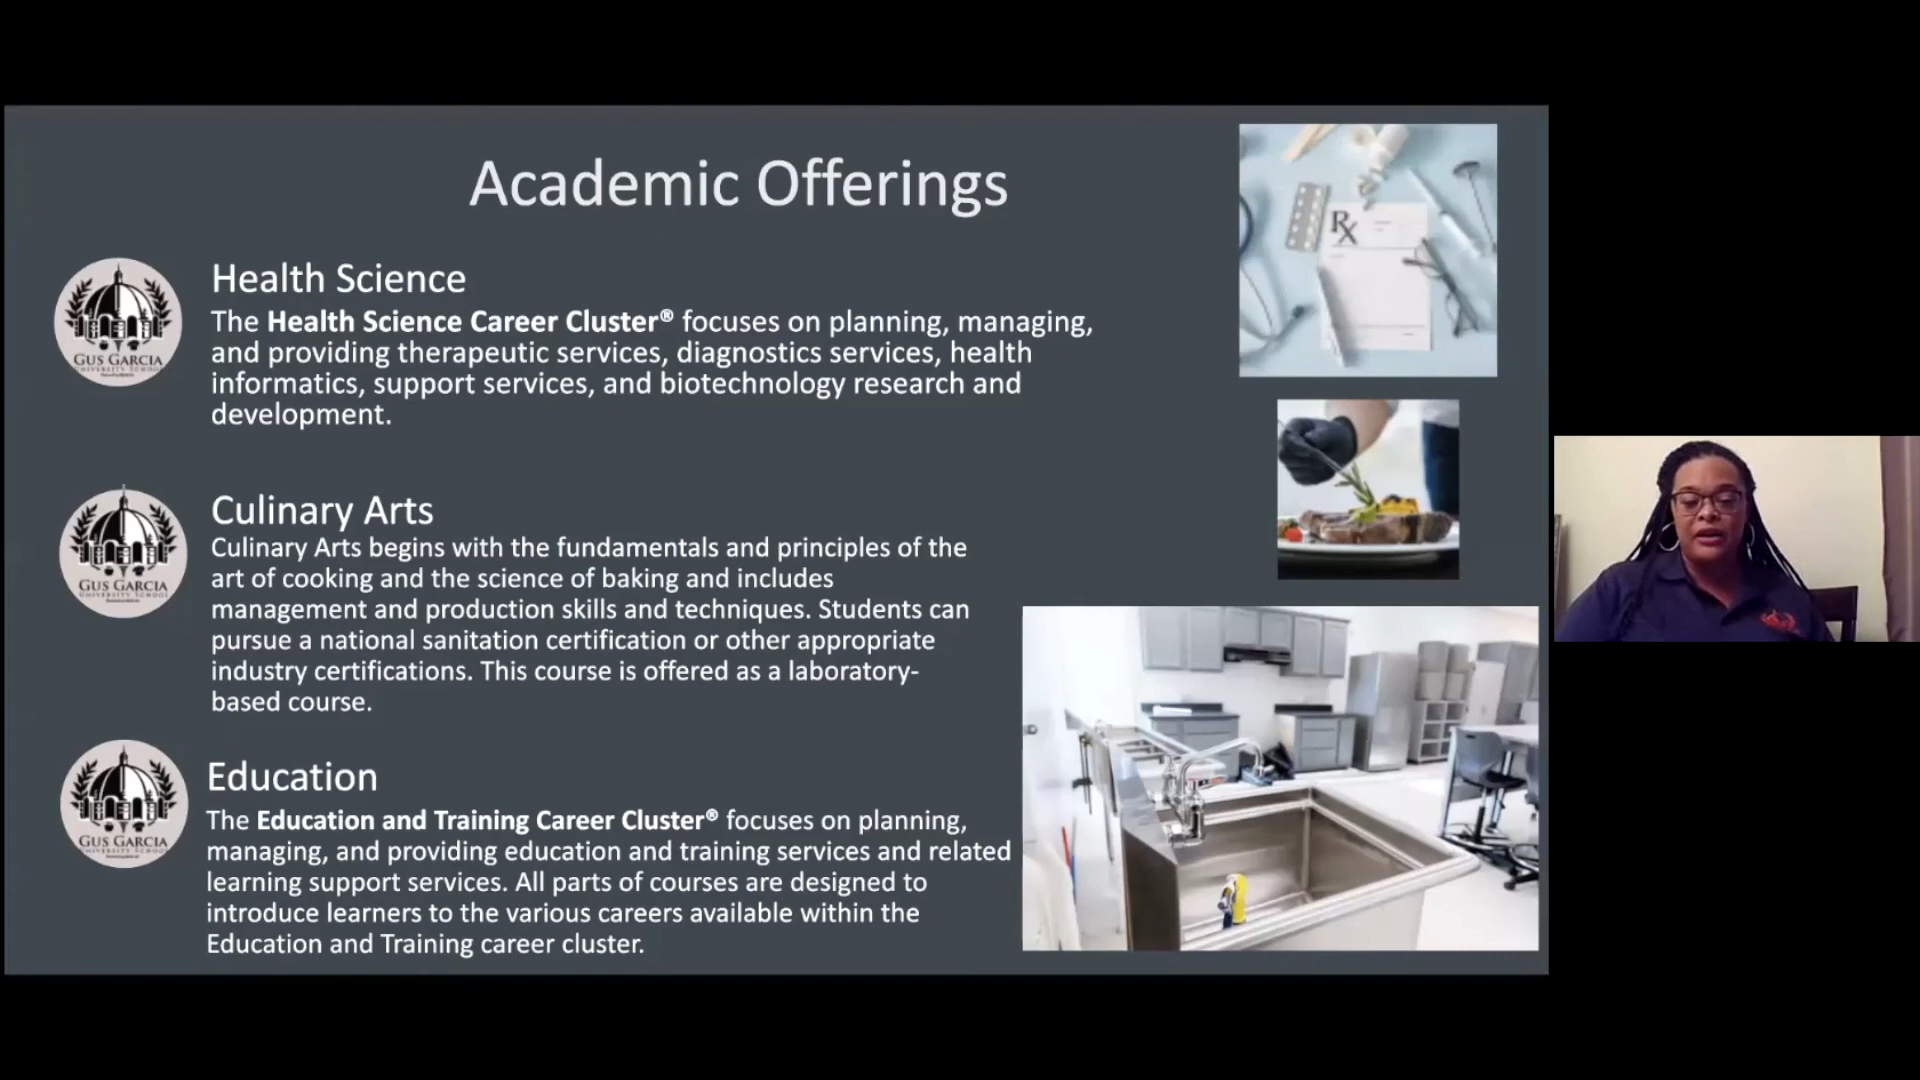 Academic Offerings
Health Science
The Health Science Career Cluster® focuses on planning, managing,
and providing therapeutic services, diagnostics services, health
informatics, support services, and biotechnology research and
development.
GUS GARCIA
UNIVERSITY SCHOOL
Rx
Culinary Arts
Culinary Arts begins with the fundamentals and principles of the
art of cooking and the science of baking and includes
management and production skills and techniques. Students can
pursue a national sanitation certification or other appropriate
industry certifications. This course is offered as a laboratory-
based course.
GUS GARCIA
UNIVERSITY SCHOOL
Education
The Education and Training Career Cluster® focuses on planning,
managing, and providing education and training services and related
learning support services. All parts of courses are designed to
introduce learners to the various careers available within the
Education and Training career cluster.
GUS GARCIA
UNIVERSITY SCHOOL